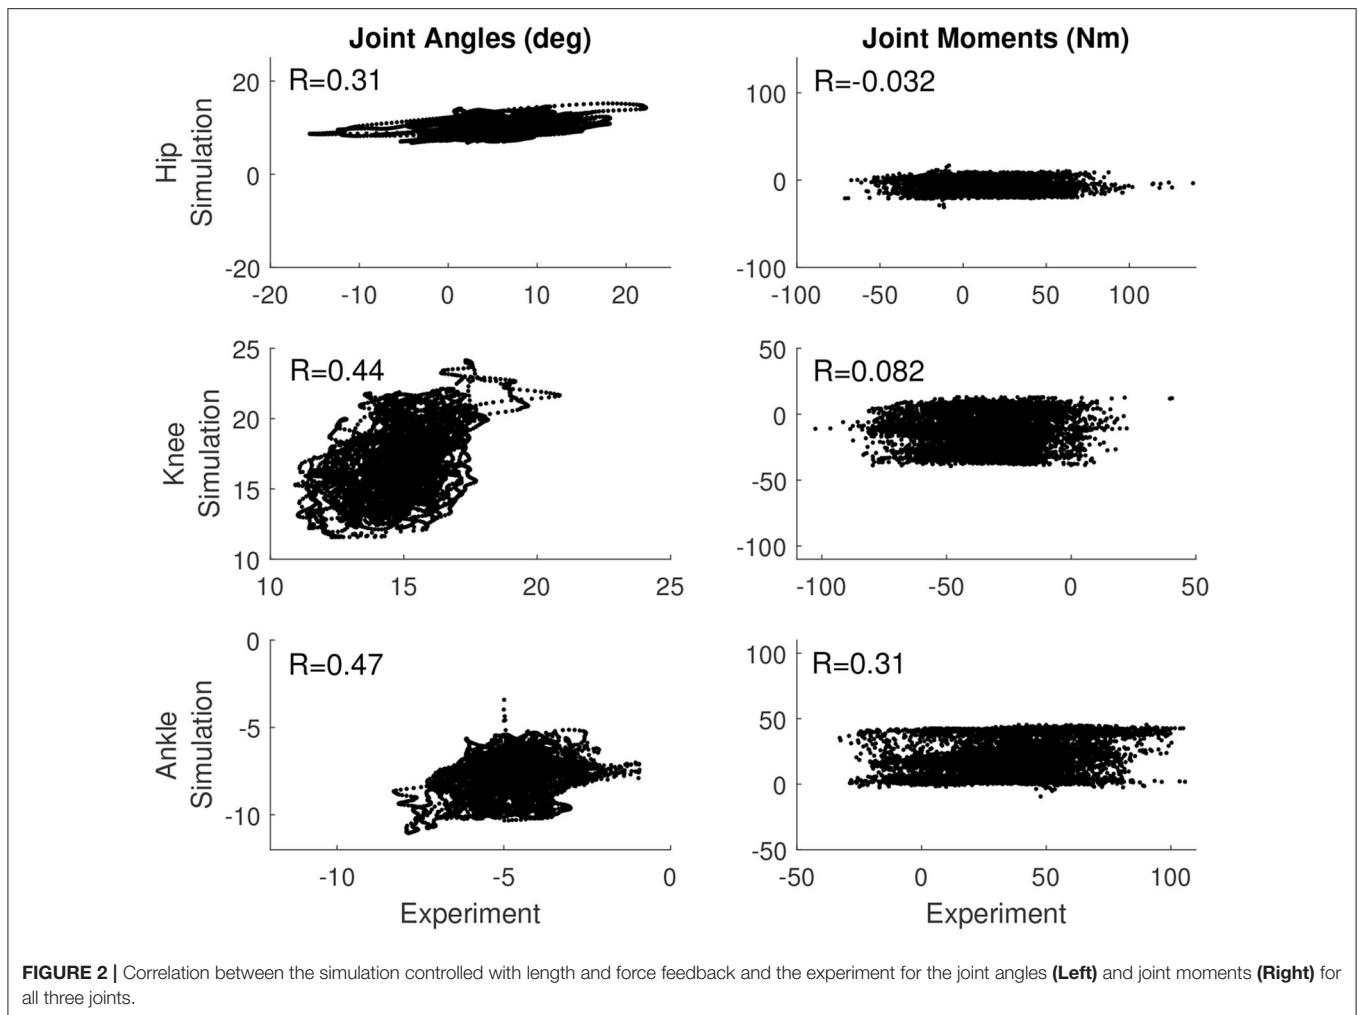 Joint Angles (deg)
Joint Moments (Nm)
Hip
Simulation
R=0.31
20
0
-20
-20 -10 0 10 20
R=-0.032
100
0
-100
-100 -50 0 50 100
Knee
Simulation
R=0.44
25
20
15
10
10 15 20 25
R=0.082
50
0
-50
-100
-100 -50 0 50
Ankle
Simulation
R=0.47
0
-5
-10
-10 -5 0
Experiment
R=0.31
100
50
0
-50
-50 0 50 100
Experiment
FIGURE 2 | Correlation between the simulation controlled with length and force feedback and the experiment for the joint angles (Left) and joint moments (Right) for
all three joints.